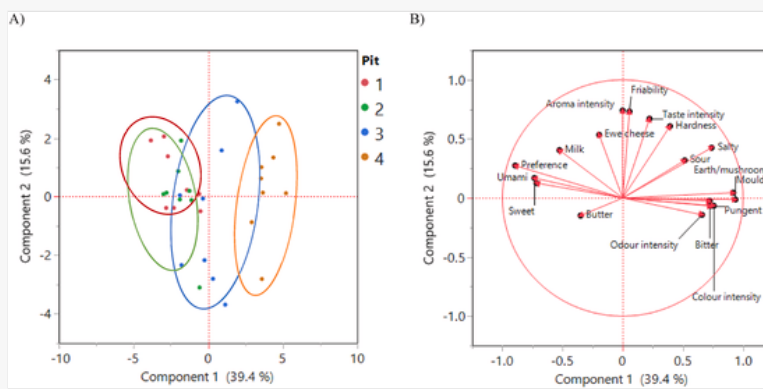 A)
Pit
1
2
3
4
4
2
0
-2
-4
-10
-5
0
5
10
Component 2 (15.6 %)
Component 1 (39.4 %)
B)
1.0
0.5
0.0
-0.5
-1.0
-1.0
-0.5
0.0
0.5
1.0
Component 2 (15.6 %)
Component 1 (39.4 %)
Friability
Aroma intensity
Taste intensity
Hardness
Ewe cheese
Salty
Milk
Sour
Earth/mushroom
Preference
Mould
Umami
Sweet
Butter
Pungent
Odour intensity
Bitter
Colour intensity